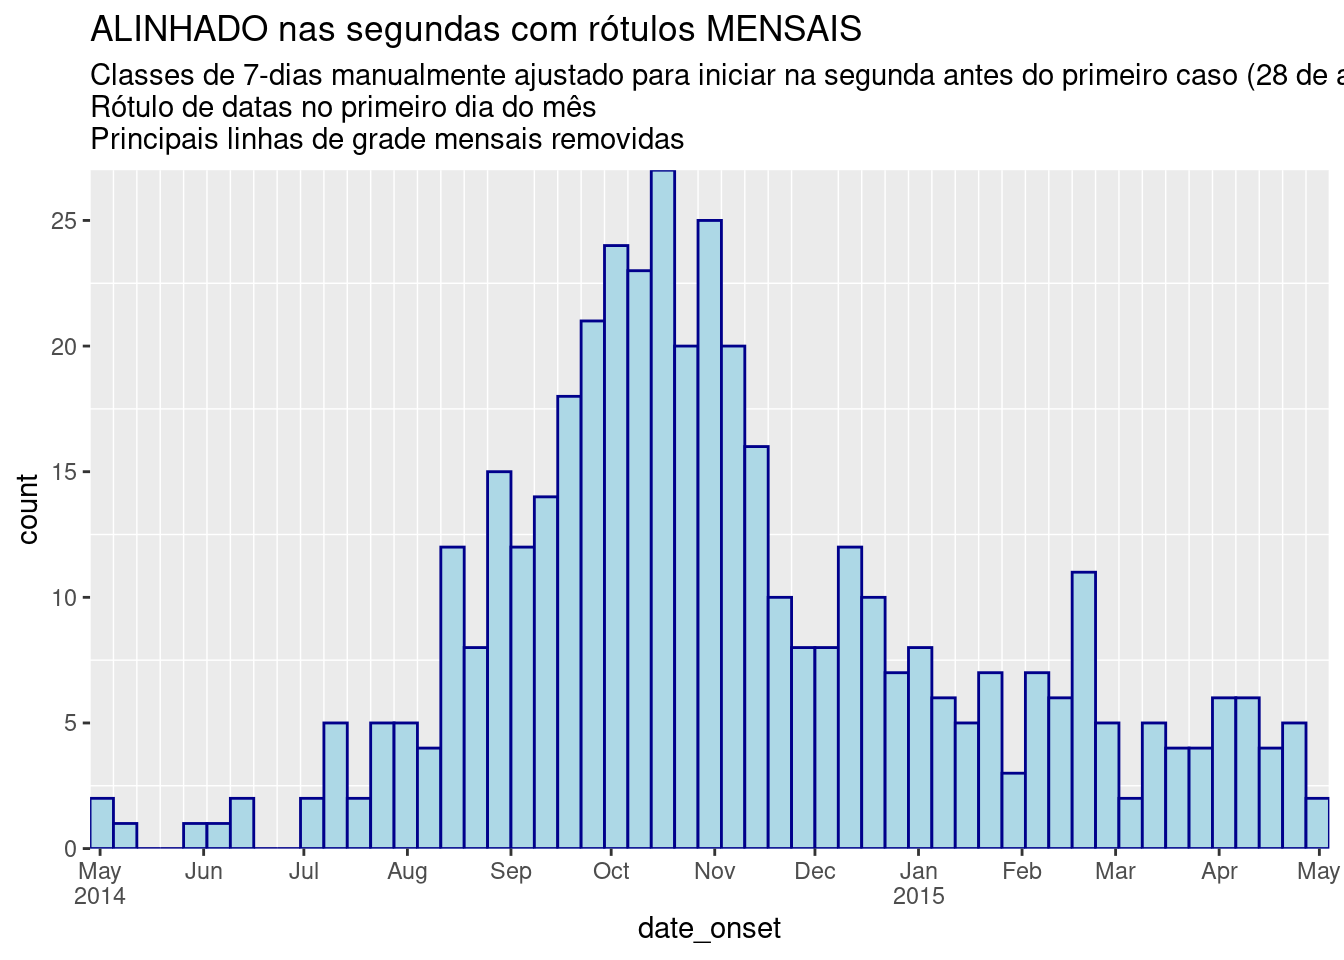 ALINHADO nas segundas com rótulos MENSAIS
Classes de 7-dias manualmente ajustado para iniciar na segunda antes do primeiro caso (28 de a
Rótulo de datas no primeiro dia do mês
Principais linhas de grade mensais removidas
25
20
15
10
5
0
count
May Jun Jul Aug Sep Oct Nov Dec Jan Feb Mar Apr May
2014 2015
date_onset